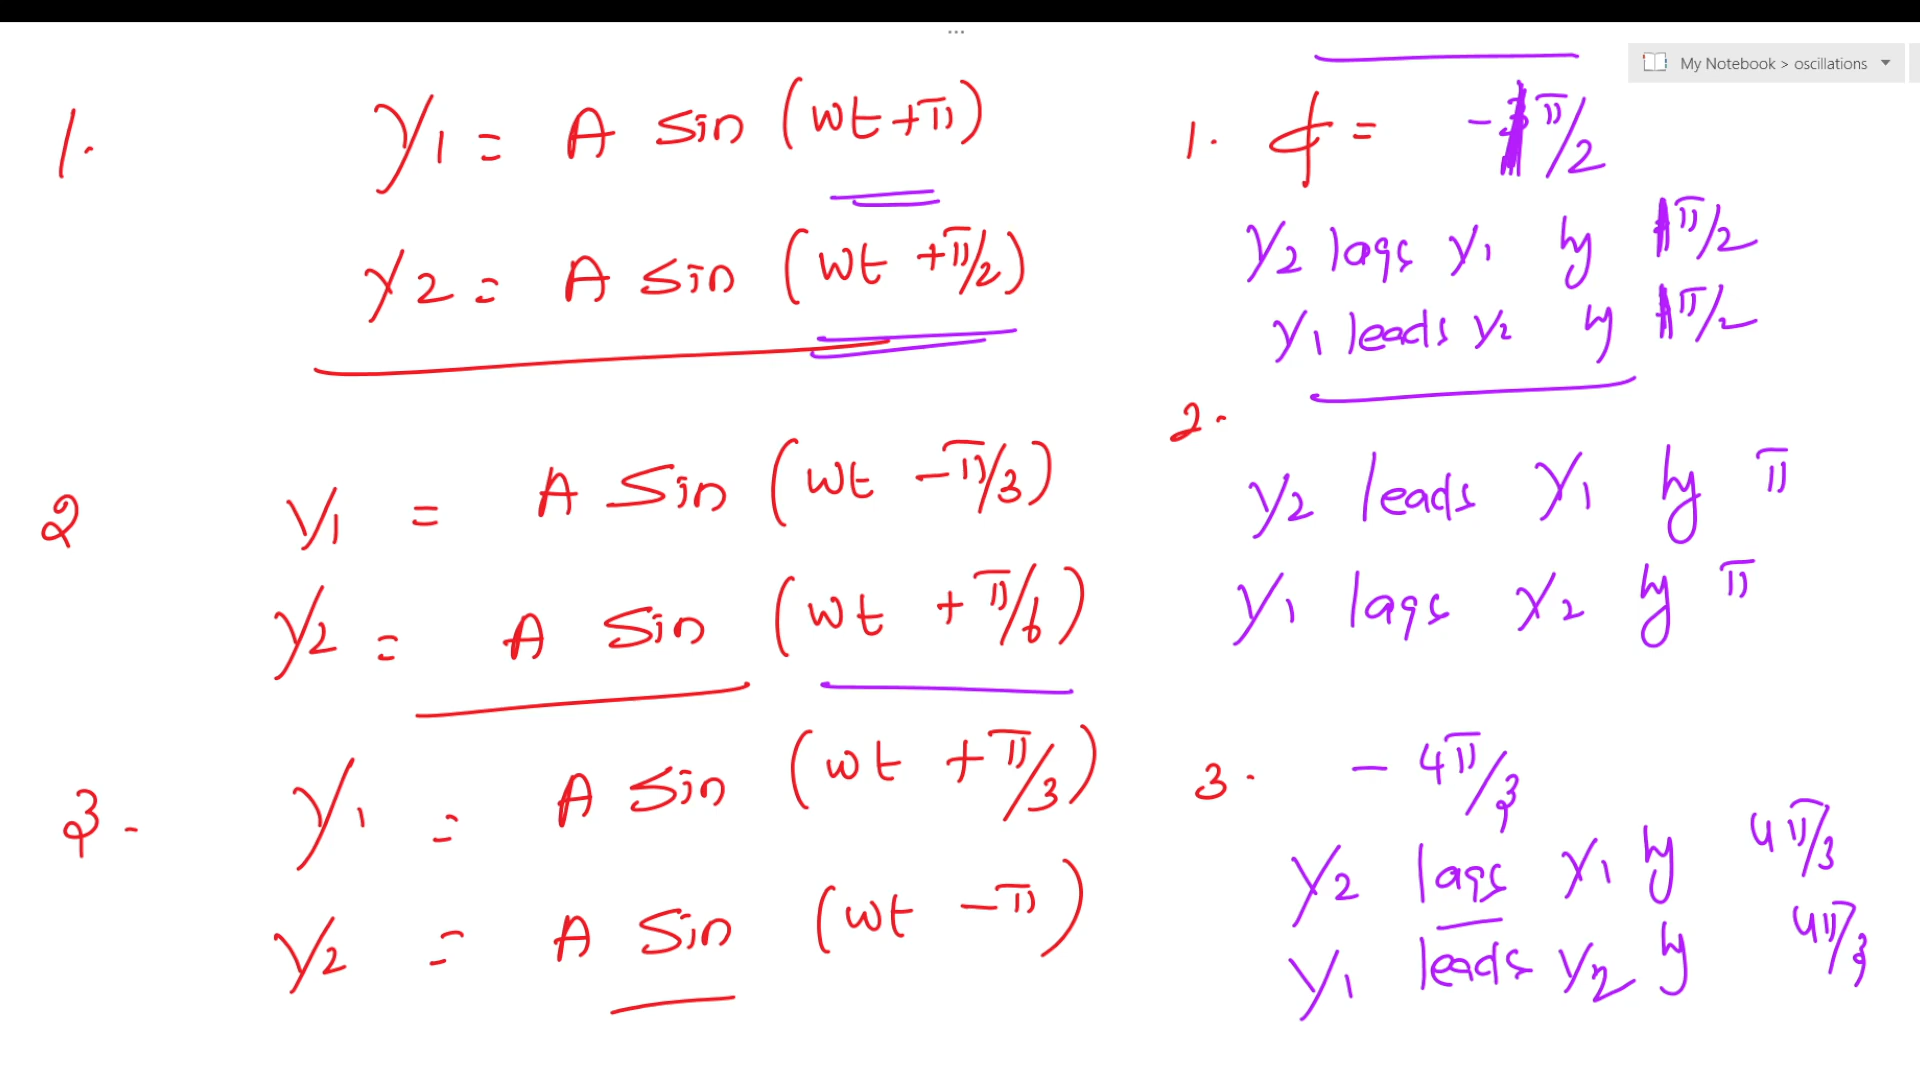 My Notebook > oscillations
1. y1 = A sin (wt + π)
y2 = A sin (wt + π/2)
2 y1 = A sin (wt - π/3)
y2 = A sin (wt + π/6)
3. y1 = A sin (wt + π/3)
y2 = A sin (wt - π)
1. ϕ = - π/2
y2 lags y1 by π/2
y1 leads y2 by π/2
2.
y2 leads y1 by π
y1 lags y2 by π
3. - 4π/3
y2 lags y1 by 4π/3
y1 leads y2 by 4π/3